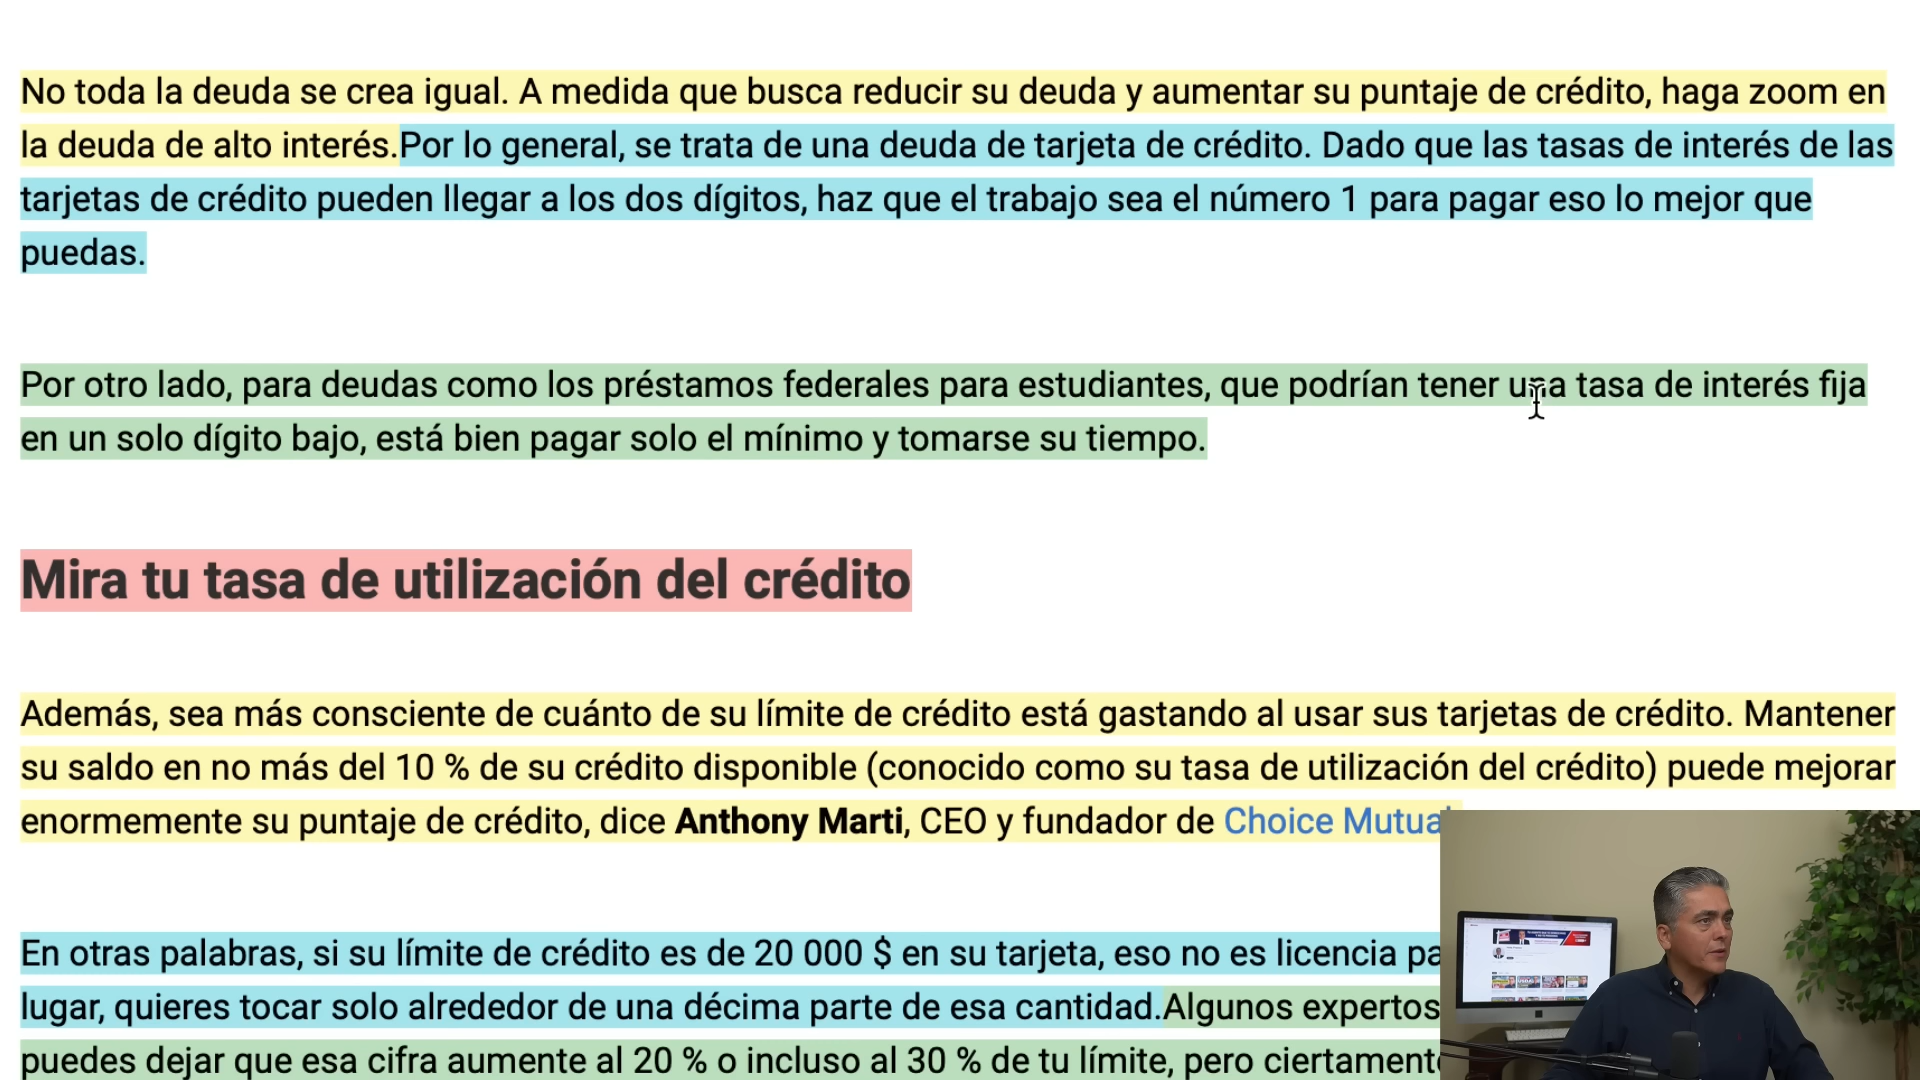 No toda la deuda se crea igual. A medida que busca reducir su deuda y aumentar su puntaje de crédito, haga zoom en
la deuda de alto interés.Por lo general, se trata de una deuda de tarjeta de crédito. Dado que las tasas de interés de las
tarjetas de crédito pueden llegar a los dos dígitos, haz que el trabajo sea el número 1 para pagar eso lo mejor que
puedas.
Por otro lado, para deudas como los préstamos federales para estudiantes, que podrían tener una tasa de interés fija
en un solo dígito bajo, está bien pagar solo el mínimo y tomarse su tiempo.
Mira tu tasa de utilización del crédito
Además, sea más consciente de cuánto de su límite de crédito está gastando al usar sus tarjetas de crédito. Mantener
su saldo en no más del 10 % de su crédito disponible (conocido como su tasa de utilización del crédito) puede mejorar
enormemente su puntaje de crédito, dice Anthony Marti, CEO y fundador de Choice Mutual
En otras palabras, si su límite de crédito es de 20 000 $ en su tarjeta, eso no es licencia
lugar, quieres tocar solo alrededor de una décima parte de esa cantidad.Algunos expertos
puedes dejar que esa cifra aumente al 20 % o incluso al 30 % de tu límite, pero ciertamente